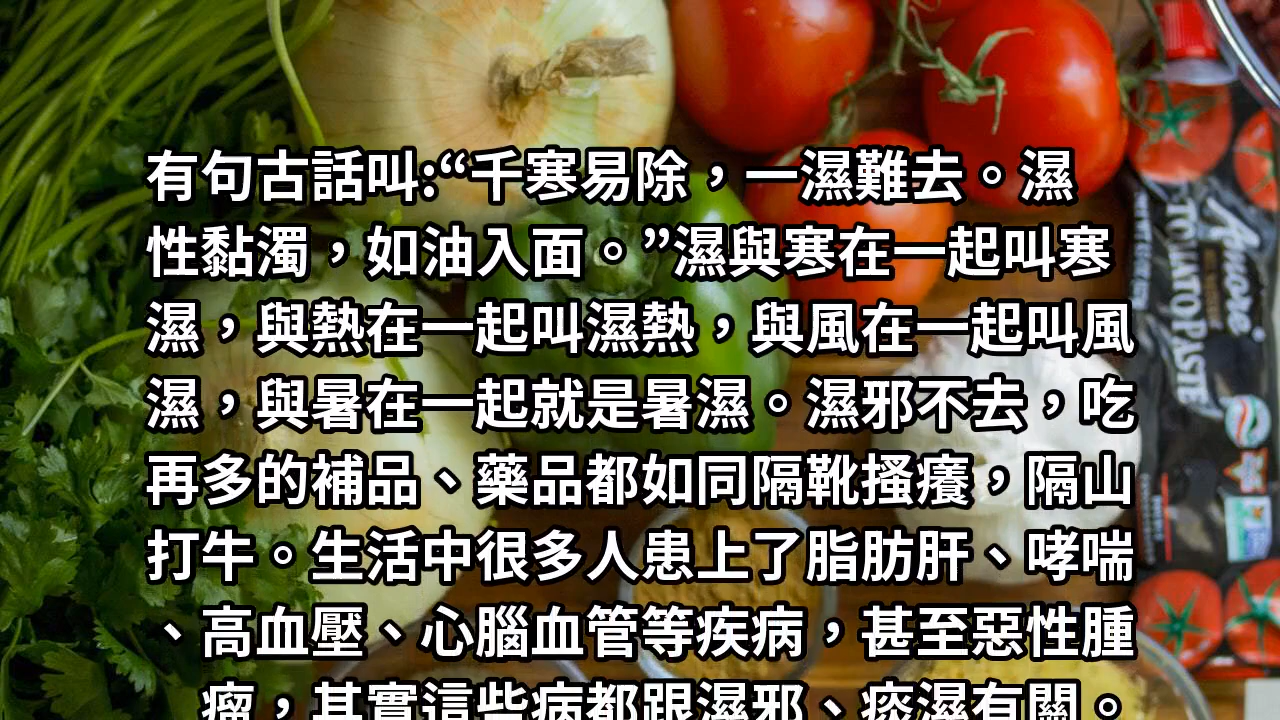 有句古話叫:“千寒易除，一濕難去。濕
性黏濁，如油入面。”濕與寒在一起叫寒
濕，與熱在一起叫濕熱，與風在一起叫風
濕，與暑在一起就是暑濕。濕邪不去，吃
再多的補品、藥品都如同隔靴搔癢，隔山
打牛。生活中很多人患上了脂肪肝、哮喘
、高血壓、心腦血管等疾病，甚至惡性腫
瘤，其實這些病都跟濕邪、痰濕有關。
Amore
TOMATO PASTE